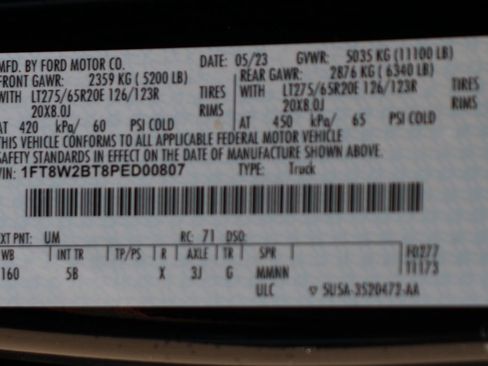 MFD. BY FORD MOTOR CO. DATE: 05/23 GVWR: 5035 KG (11100 LB)
FRONT GAWR: 2359 KG (5200 LB) REAR GAWR: 2876 KG (6340 LB)
WITH LT275/65R20E 126/123R TIRES WITH LT275/65R20E 126/123R TIRES
20X8.0J RIMS 20X8.0J RIMS
AT 420 kPa/ 60 PSI COLD AT 450 kPa/ 65 PSI COLD
THIS VEHICLE CONFORMS TO ALL APPLICABLE FEDERAL MOTOR VEHICLE
SAFETY STANDARDS IN EFFECT ON THE DATE OF MANUFACTURE SHOWN ABOVE.
VIN: 1FT8W2BT8PED00807 TYPE: Truck
EXT PNT: UM RC: 71 DSO:
WB INT TR TP/PS R AXLE TR SPR F0277
160 5B X 3J G MMNN T1173
ULC 5U5A-3520472-AA